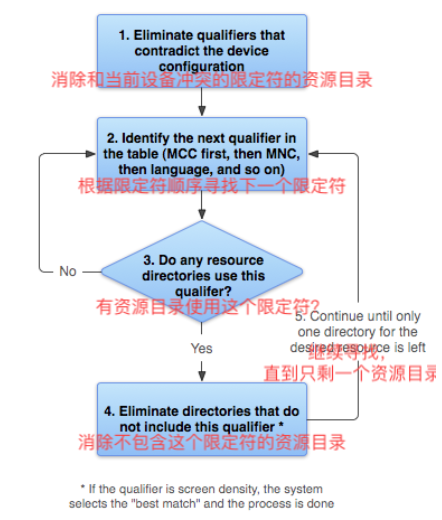 1. Eliminate qualifiers that
contradict the device
configuration
消除和当前设备冲突的限定符的资源目录
2. Identify the next qualifier in
the table (MCC first, then MNC,
then language, and so on)
根据限定符顺序寻找下一个限定符
3. Do any resource
directories use this
qualifer?
有资源目录使用这个限定符?
No
Yes
5. Continue until only
one directory for the
desired resource is left
继续寻找,
直到只剩一个资源目录
4. Eliminate directories that do
not include this qualifier *
消除不包含这个限定符的资源目录
* If the qualifier is screen density, the system
selects the "best match" and the process is done